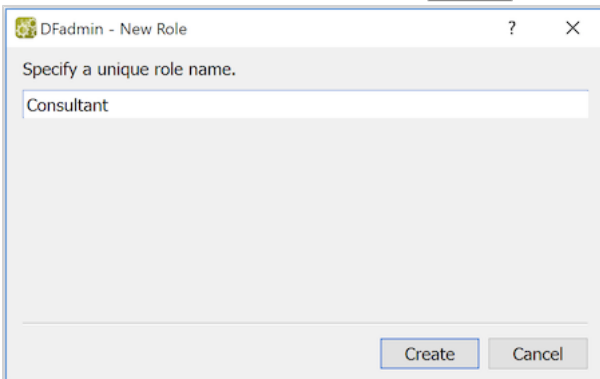 DFadmin - New Role ?
Specify a unique role name.
Consultant
Create Cancel